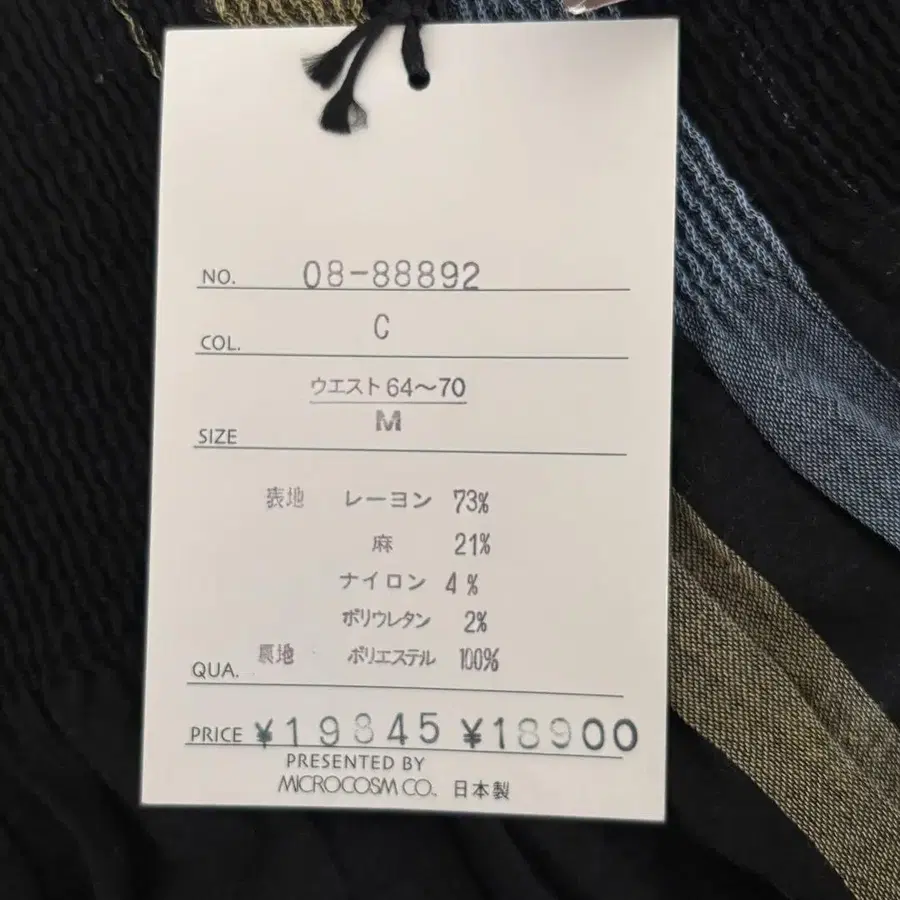 NO. 08-88892
COL. C
ウエスト64〜70
SIZE M
表地 レーヨン 73%
麻 21%
ナイロン 4%
ポリウレタン 2%
QUA. 裏地 ポリエステル 100%
PRICE ¥19845 ¥18900
PRESENTED BY
MICROCOSM CO. 日本製